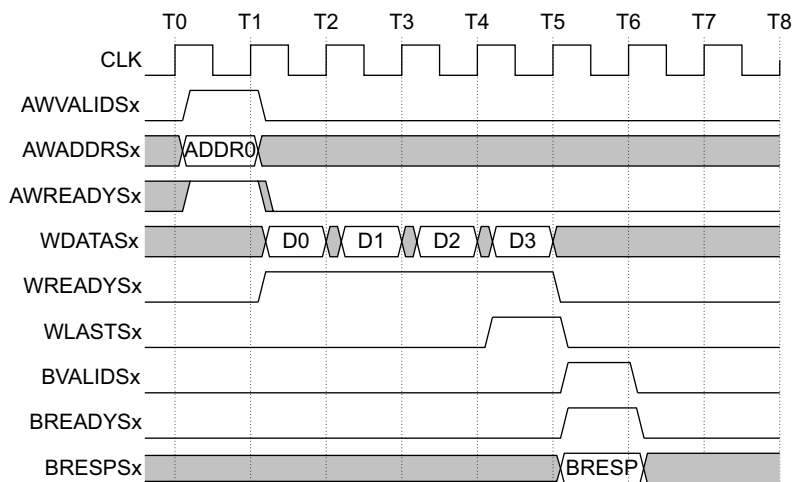 T0 T1 T2 T3 T4 T5 T6 T7 T8
CLK
AWVALIDSx
AWADDRSx ADDR0
AWREADYSx
WDATASx D0 D1 D2 D3
WREADYSx
WLASTSx
BVALIDSx
BREADYSx
BRESPSx BRESP